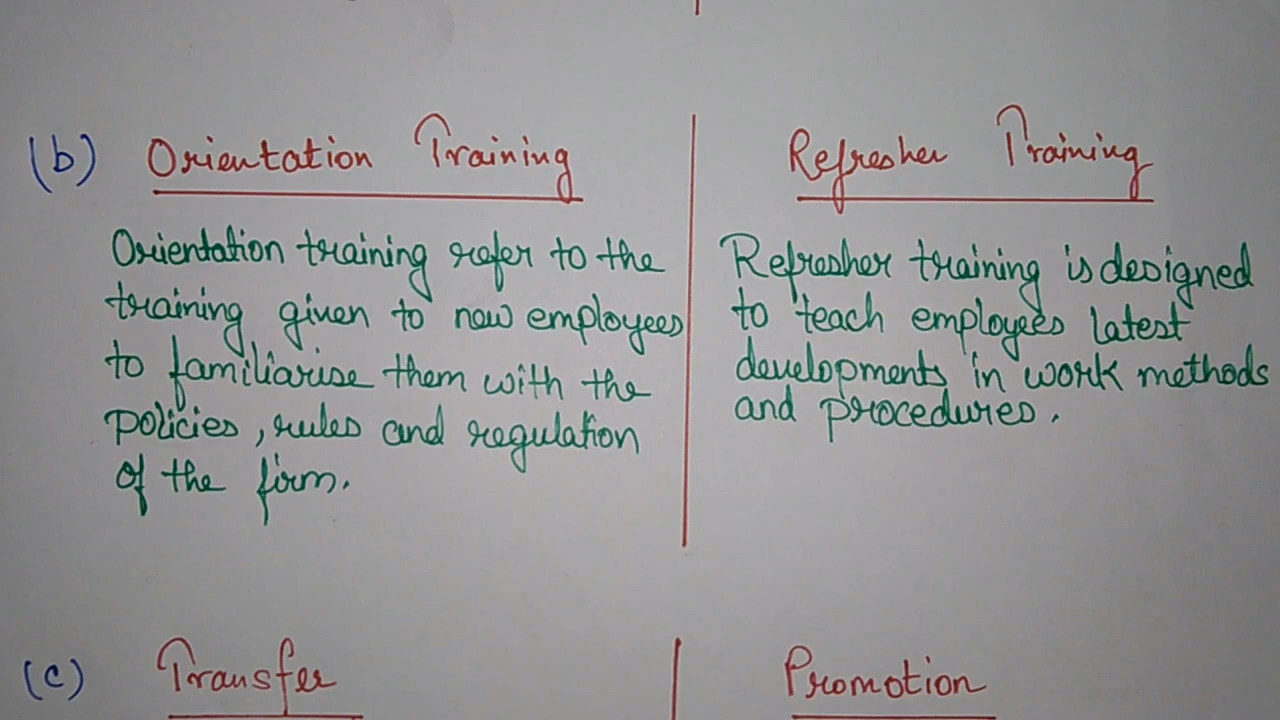 (b) Orientation Training
Orientation training refer to the
training given to new employees
to familiarise them with the
policies, rules and regulation
of the firm.
Refresher Training
Refresher training is designed
to teach employees latest
developments in work methods
and procedures.
(c) Transfer
Promotion